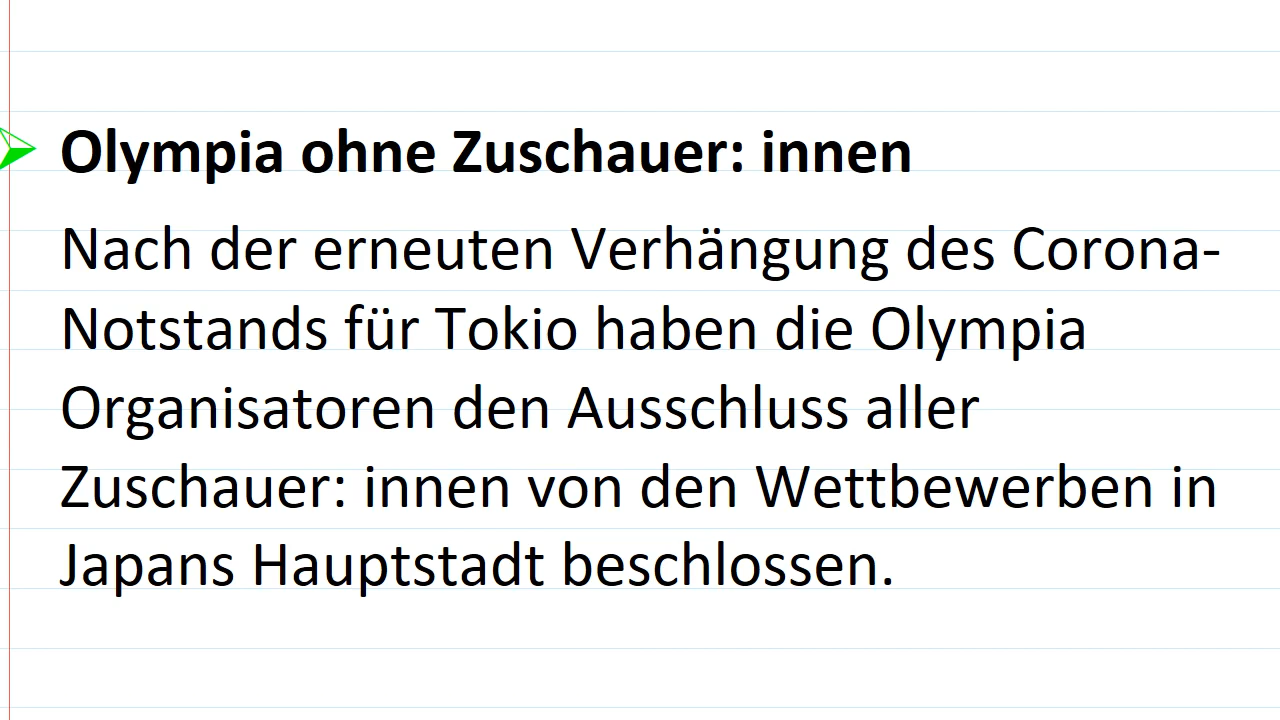 Olympia ohne Zuschauer: innen
Nach der erneuten Verhängung des Corona-
Notstands für Tokio haben die Olympia
Organisatoren den Ausschluss aller
Zuschauer: innen von den Wettbewerben in
Japans Hauptstadt beschlossen.